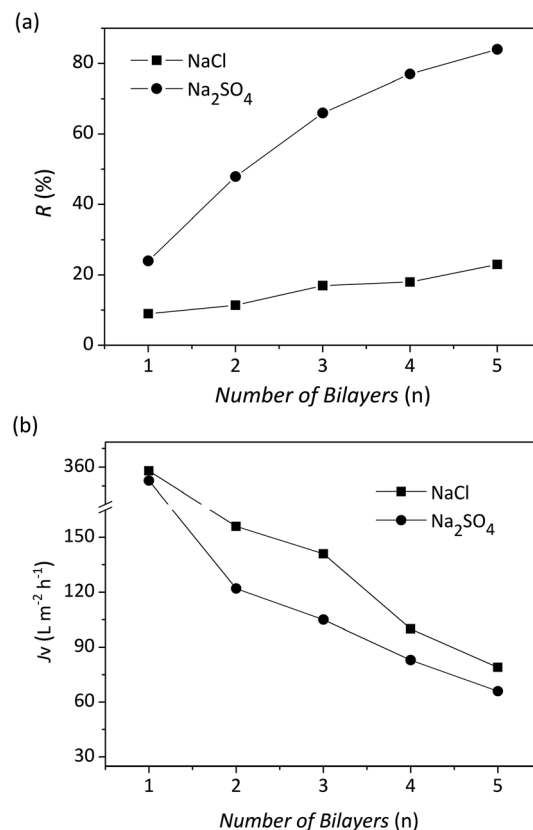 (a)
80
60
40
20
0
R (%)
NaCl
Na₂SO₄
1 2 3 4 5
Number of Bilayers (n)
(b)
360
150
120
90
60
30
Jv (L m⁻² h⁻¹)
NaCl
Na₂SO₄
1 2 3 4 5
Number of Bilayers (n)